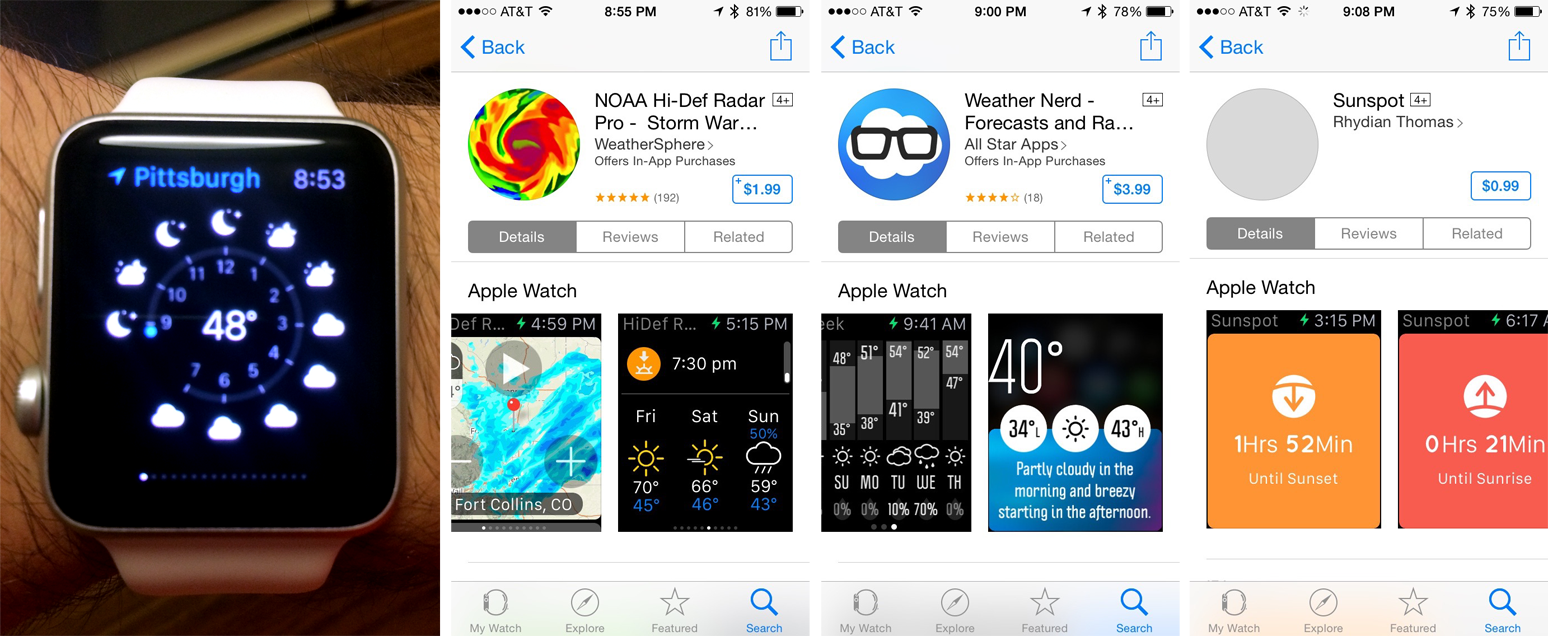 Pittsburgh 8:53
12
11 1
10 2
48°
9 3
4
7 5
6
AT&T 8:55 PM 81%
Back
NOAA Hi-Def Radar 4+
Pro - Storm War...
WeatherSphere
Offers In-App Purchases
(192) +$1.99
Details Reviews Related
Apple Watch
Def R... 4:59 PM
Fort Collins, CO
HiDef R... 5:15 PM
7:30 pm
Fri Sat Sun
50%
70° 66° 59°
45° 46° 43°
My Watch Explore Featured Search
AT&T 9:00 PM 78%
Back
Weather Nerd - 4+
Forecasts and Ra...
All Star Apps
Offers In-App Purchases
(18) +$3.99
Details Reviews Related
Apple Watch
eek 9:41 AM
48° 51° 54° 52° 54°
47°
35° 38° 41° 39°
SU MO TU WE TH
0% 0% 10% 70% 0%
40°
34°L 43°H
Partly cloudy in the
morning and breezy
starting in the afternoon.
My Watch Explore Featured Search
AT&T 9:08 PM 75%
Back
Sunspot 4+
Rhydian Thomas
$0.99
Details Reviews Related
Apple Watch
Sunspot 3:15 PM
1Hrs 52Min
Until Sunset
Sunspot 6:17 A
0Hrs 21Min
Until Sunrise
My Watch Explore Featured Search